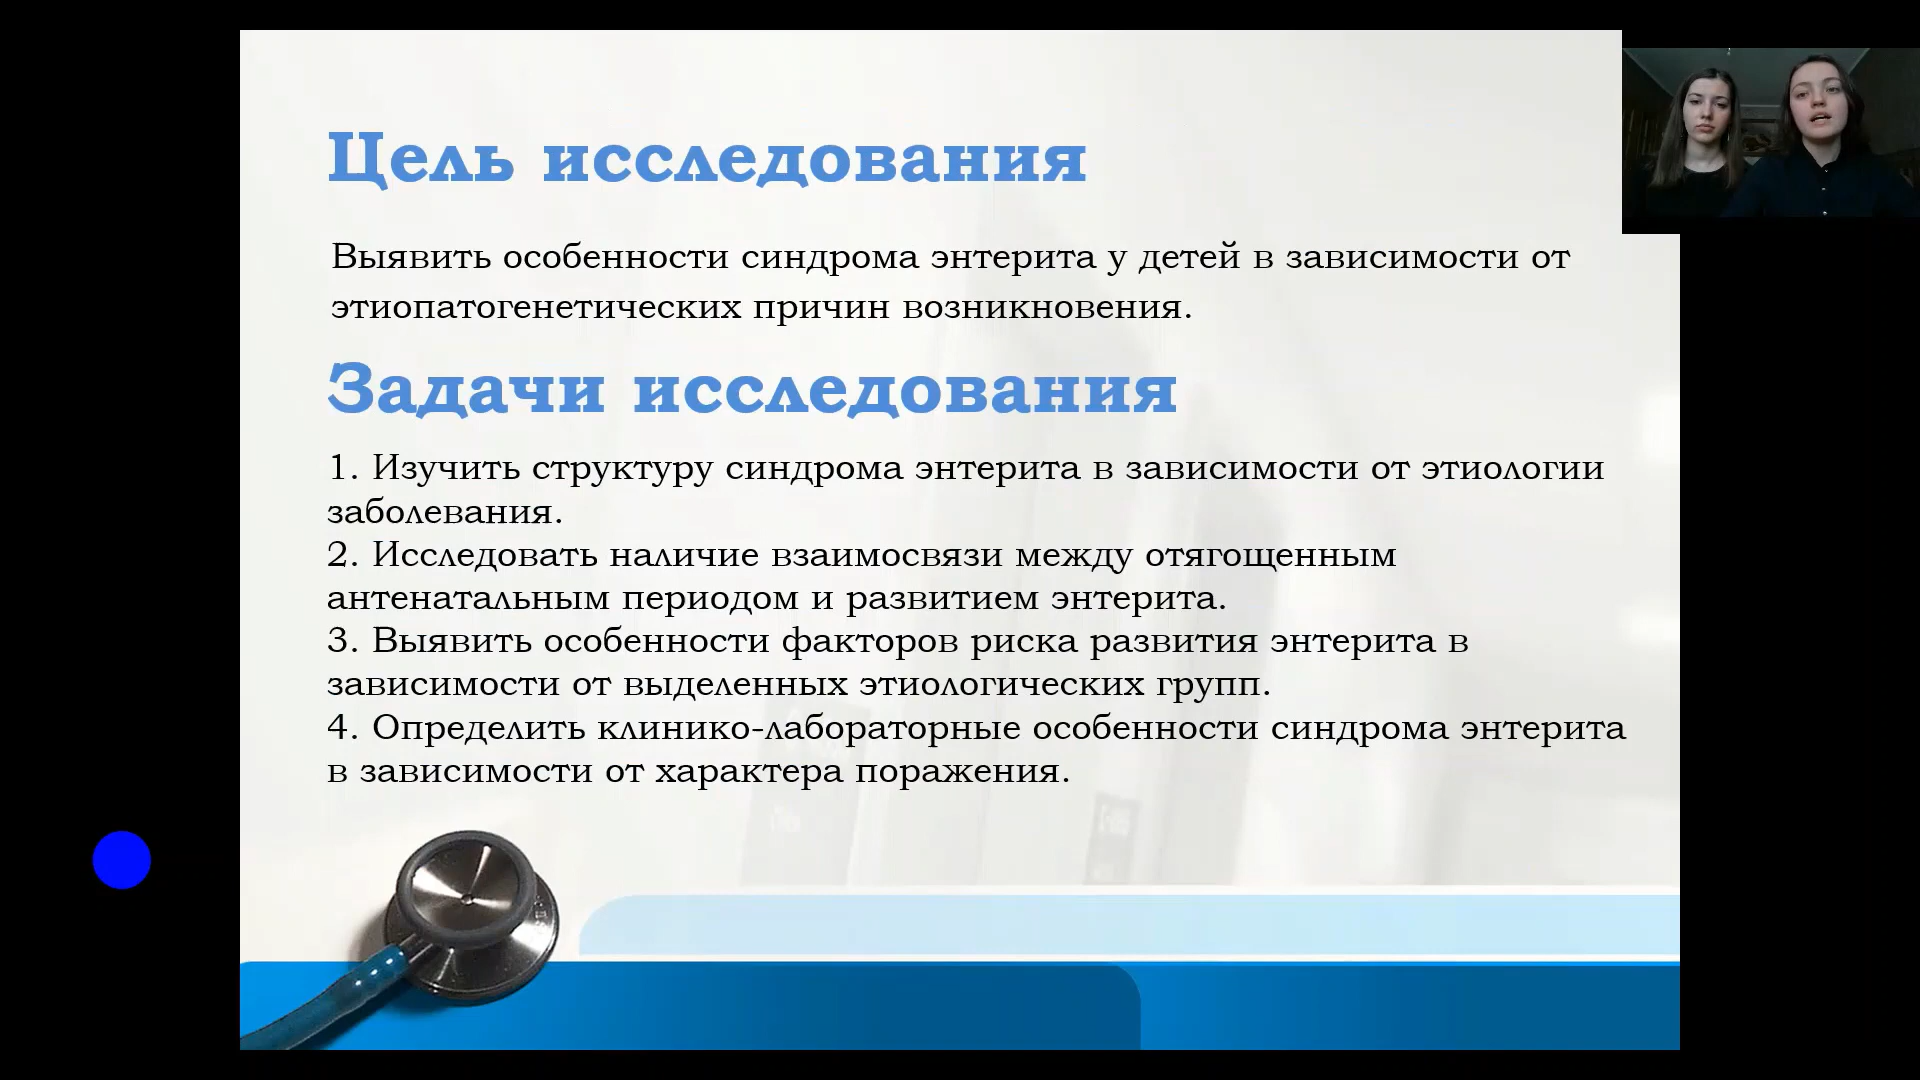 Цель исследования
Выявить особенности синдрома энтерита у детей в зависимости от
этиопатогенетических причин возникновения.
Задачи исследования
1. Изучить структуру синдрома энтерита в зависимости от этиологии
заболевания.
2. Исследовать наличие взаимосвязи между отягощенным
антенатальным периодом и развитием энтерита.
3. Выявить особенности факторов риска развития энтерита в
зависимости от выделенных этиологических групп.
4. Определить клинико-лабораторные особенности синдрома энтерита
в зависимости от характера поражения.